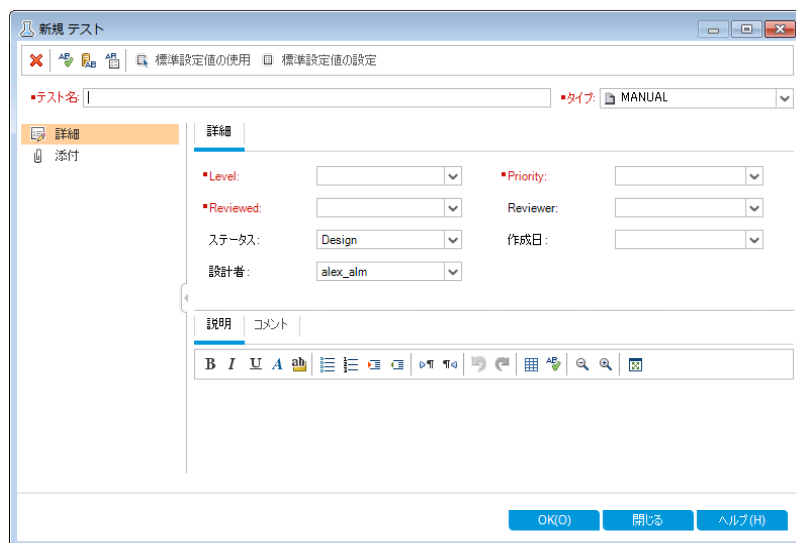 新規 テスト
標準設定値の使用 標準設定値の設定
テスト名: タイプ: MANUAL
詳細
添付
詳細
Level: Priority:
Reviewed: Reviewer:
ステータス: Design 作成日:
設計者: alex_alm
説明 コメント
B I U A ab
OK(O) 閉じる ヘルプ(H)